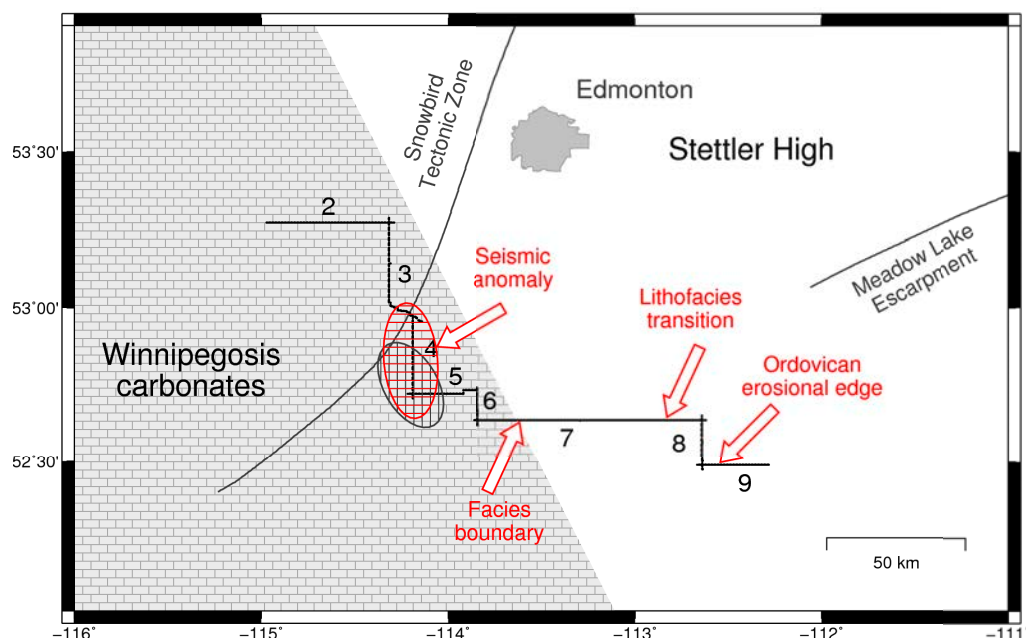 Edmonton
Snowbird
Tectonic Zone
Stettler High
53˚30'
2
Meadow Lake
Escarpment
Seismic
anomaly
3
Lithofacies
transition
53˚00'
4
Winnipegosis
carbonates
Ordovican
erosional edge
5
6
7
8
52˚30'
9
Facies
boundary
50 km
−116˚
−115˚
−114˚
−113˚
−112˚